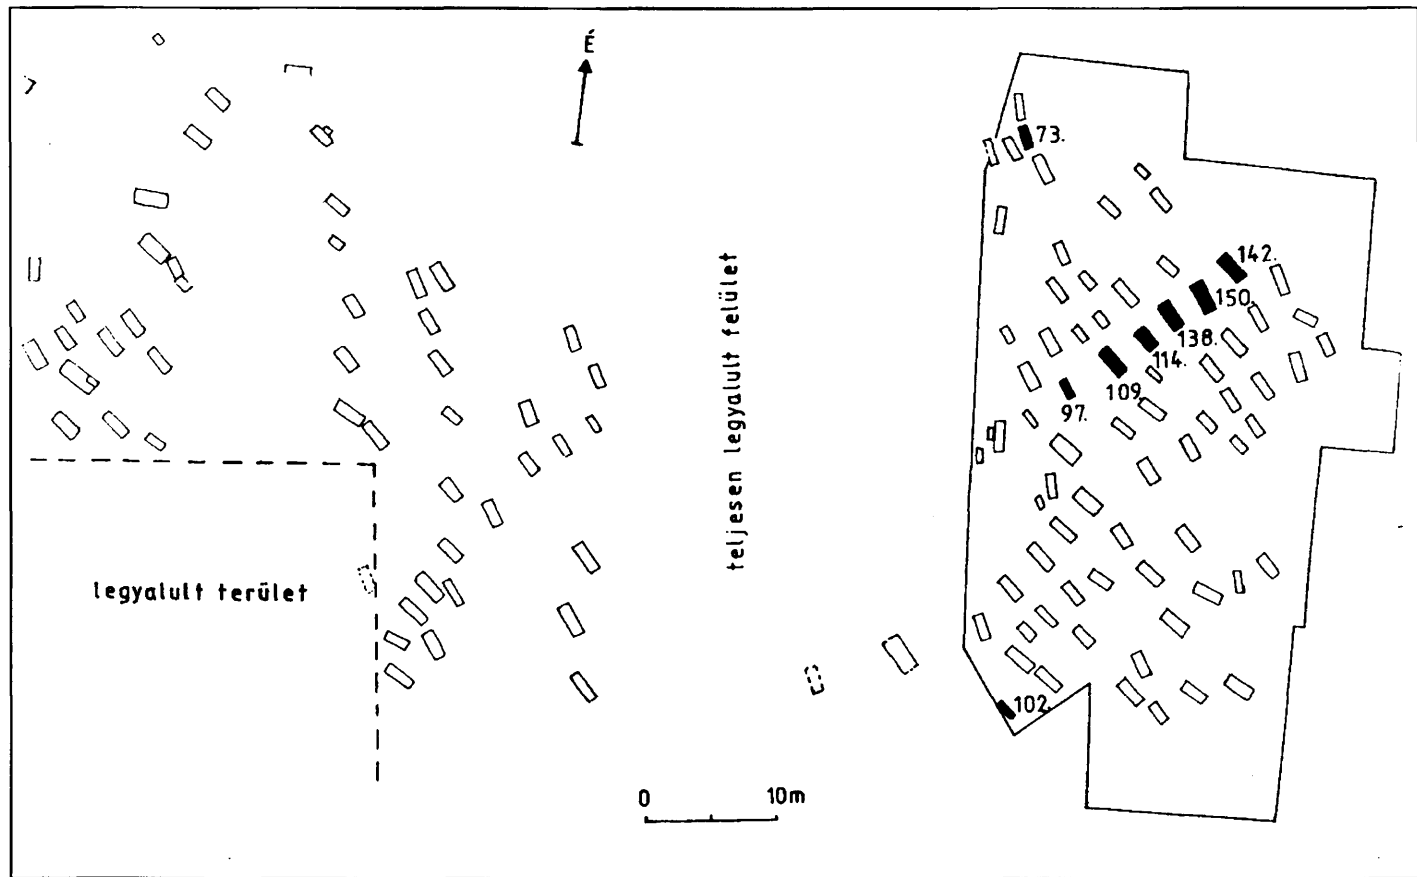 É
73.
142.
150.
138.
114.
109.
97.
teljesen legyalult felület
legyalult terület
102.
0 10m